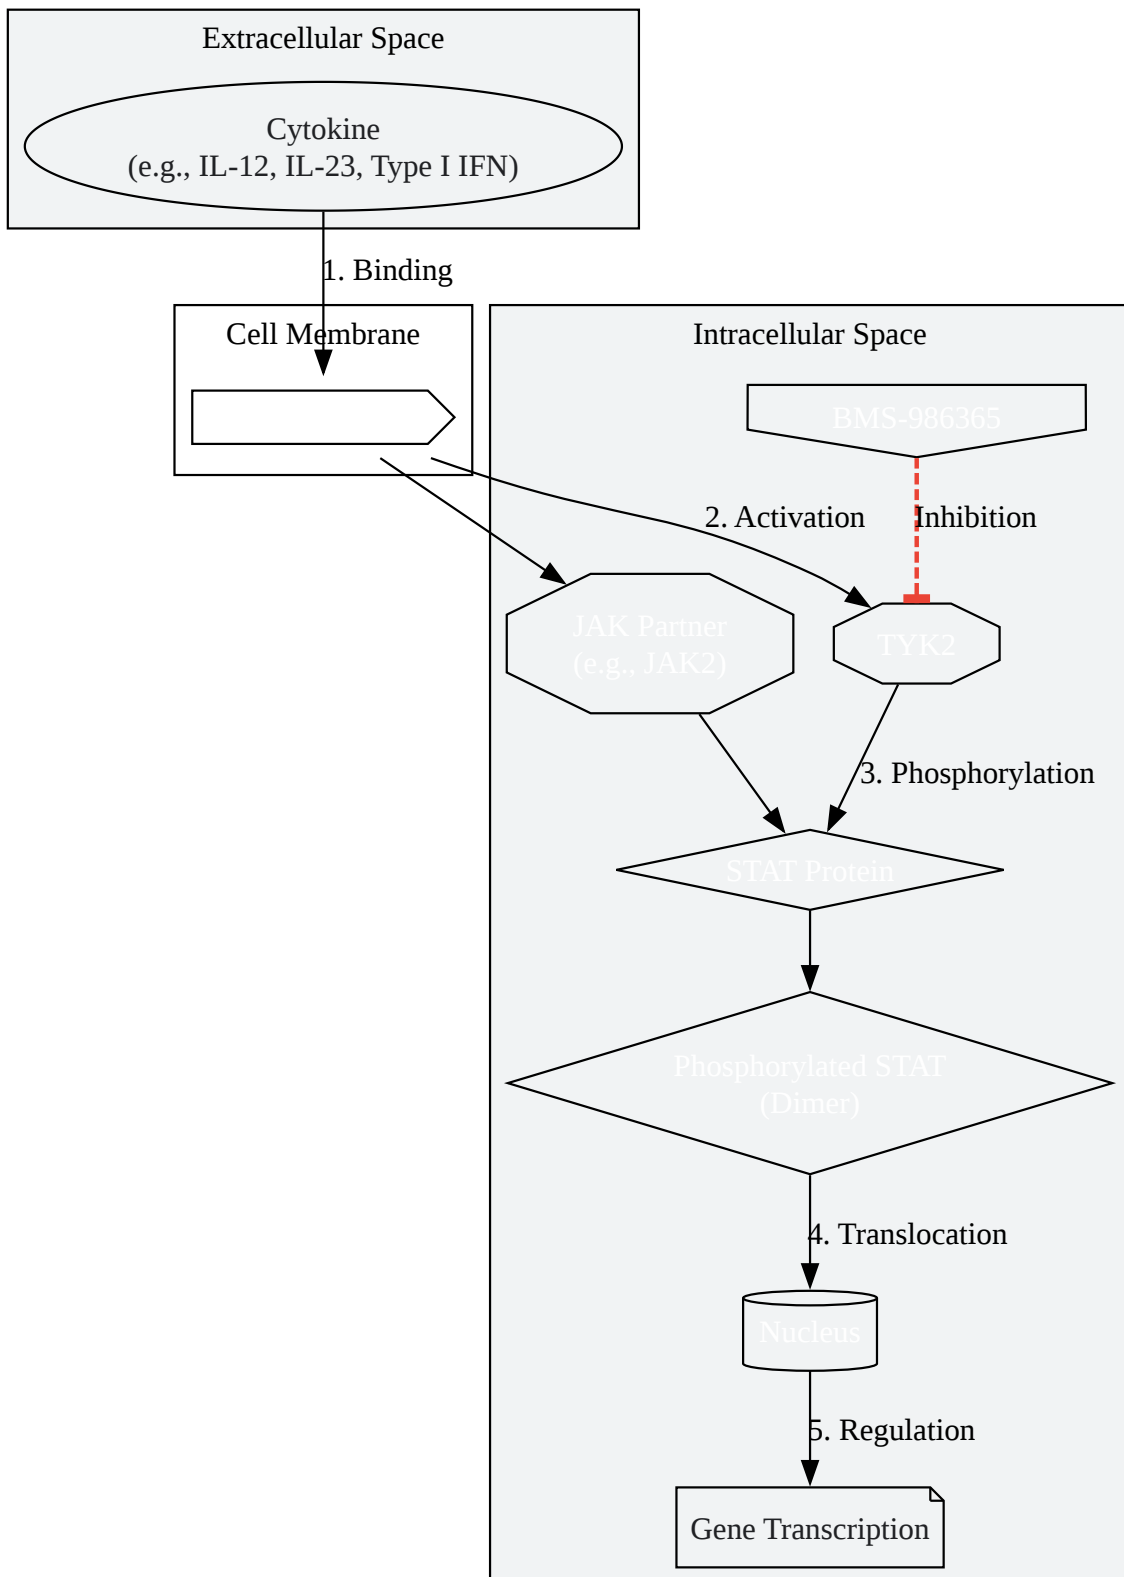 Extracellular Space
Cytokine
(e.g., IL-12, IL-23, Type I IFN)
1. Binding
Cell Membrane
Intracellular Space
BMS-986365
2. Activation
Inhibition
JAK Partner
(e.g., JAK2)
TYK2
3. Phosphorylation
STAT Protein
Phosphorylated STAT
(Dimer)
4. Translocation
Nucleus
5. Regulation
Gene Transcription